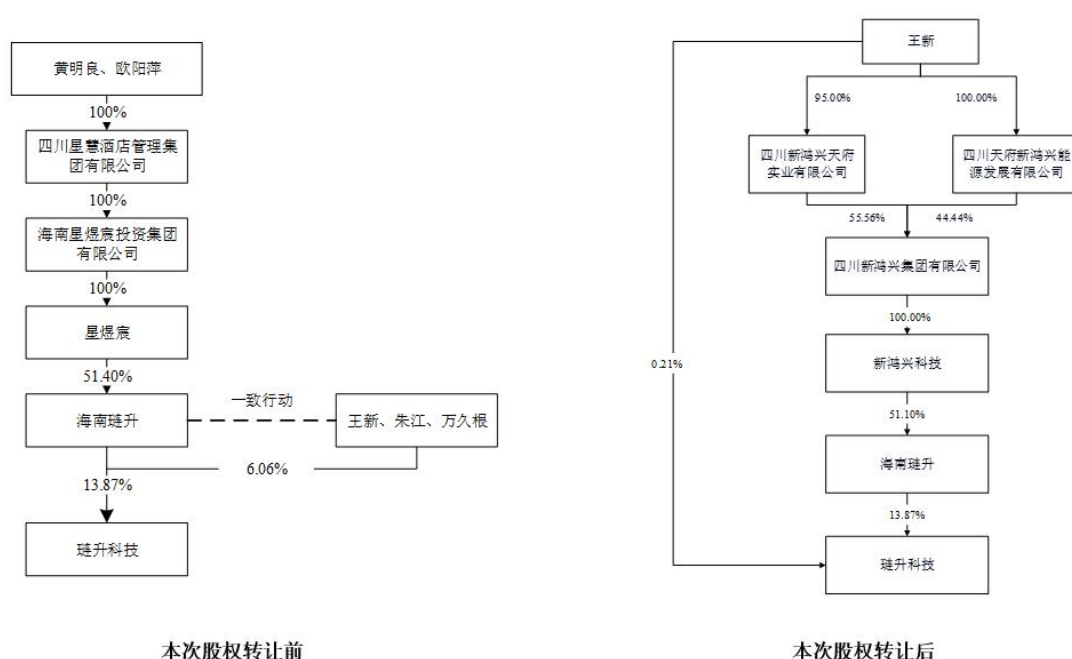 黄明良、欧阳萍
100%
四川星慧酒店管理集
团有限公司
100%
海南星煜宸投资集团
有限公司
100%
星煜宸
51.40%
海南琏升
一致行动
王新、朱江、万久根
6.06%
13.87%
琏升科技
本次股权转让前
王新
95.00%
100.00%
四川新鸿兴天府
实业有限公司
四川天府新鸿兴能
源发展有限公司
55.56%
44.44%
四川新鸿兴集团有限公司
100.00%
0.21%
新鸿兴科技
51.10%
海南琏升
13.87%
琏升科技
本次股权转让后